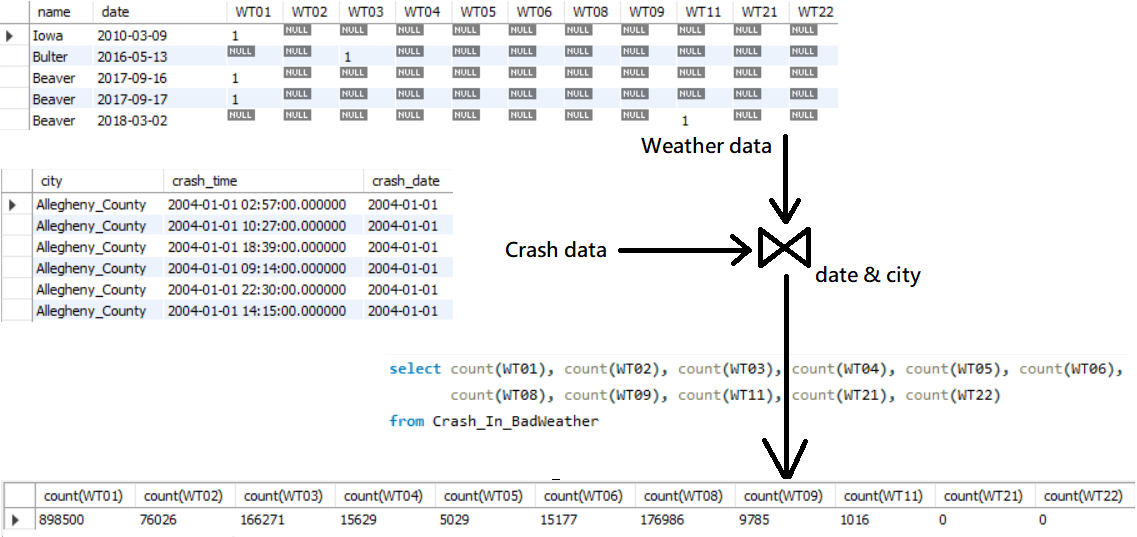 name date WT01 WT02 WT03 WT04 WT05 WT06 WT08 WT09 WT11 WT21 WT22
Iowa 2010-03-09 1 NULL NULL NULL NULL NULL NULL NULL NULL NULL NULL
Bulter 2016-05-13 NULL NULL 1 NULL NULL NULL NULL NULL NULL NULL NULL
Beaver 2017-09-16 1 NULL NULL NULL NULL NULL NULL NULL NULL NULL NULL
Beaver 2017-09-17 1 NULL NULL NULL NULL NULL NULL NULL NULL NULL NULL
Beaver 2018-03-02 NULL NULL NULL NULL NULL NULL NULL NULL 1 NULL NULL
Weather data
city crash_time crash_date
Allegheny_County 2004-01-01 02:57:00.000000 2004-01-01
Allegheny_County 2004-01-01 10:27:00.000000 2004-01-01
Allegheny_County 2004-01-01 18:39:00.000000 2004-01-01
Allegheny_County 2004-01-01 09:14:00.000000 2004-01-01
Allegheny_County 2004-01-01 22:30:00.000000 2004-01-01
Allegheny_County 2004-01-01 14:15:00.000000 2004-01-01
Crash data
date & city
select count(WT01), count(WT02), count(WT03), count(WT04), count(WT05), count(WT06),
count(WT08), count(WT09), count(WT11), count(WT21), count(WT22)
from Crash_In_BadWeather
count(WT01) count(WT02) count(WT03) count(WT04) count(WT05) count(WT06) count(WT08) count(WT09) count(WT11) count(WT21) count(WT22)
898500 76026 166271 15629 5029 15177 176986 9785 1016 0 0